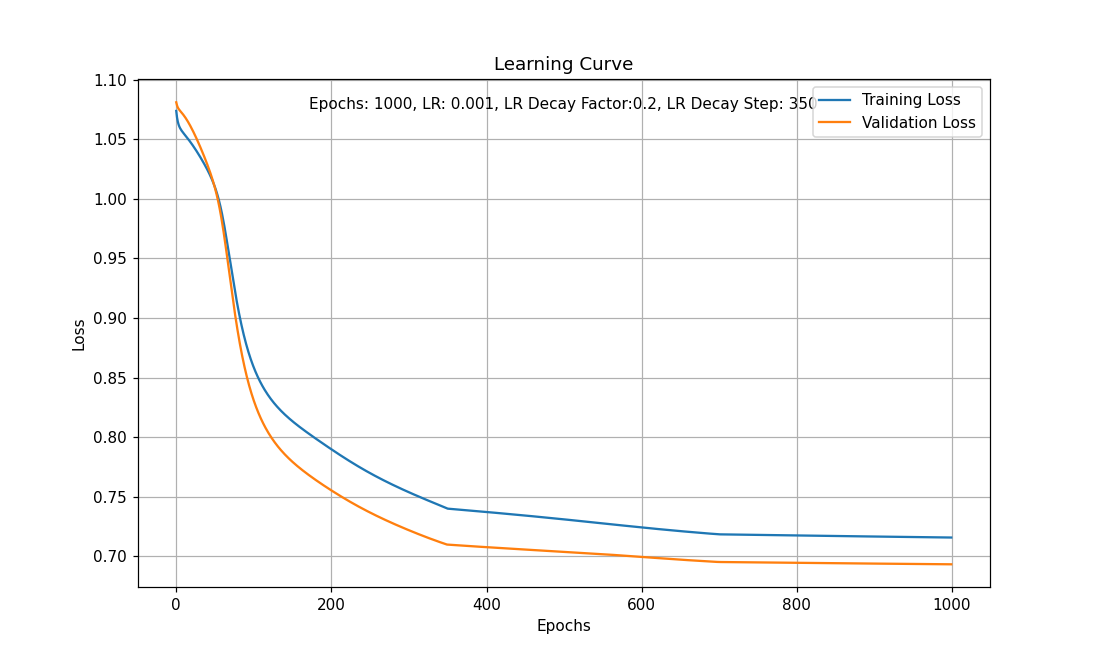 Learning Curve
Epochs: 1000, LR: 0.001, LR Decay Factor:0.2, LR Decay Step: 350
Training Loss
Validation Loss
1.10
1.05
1.00
0.95
0.90
0.85
0.80
0.75
0.70
Loss
0 200 400 600 800 1000
Epochs